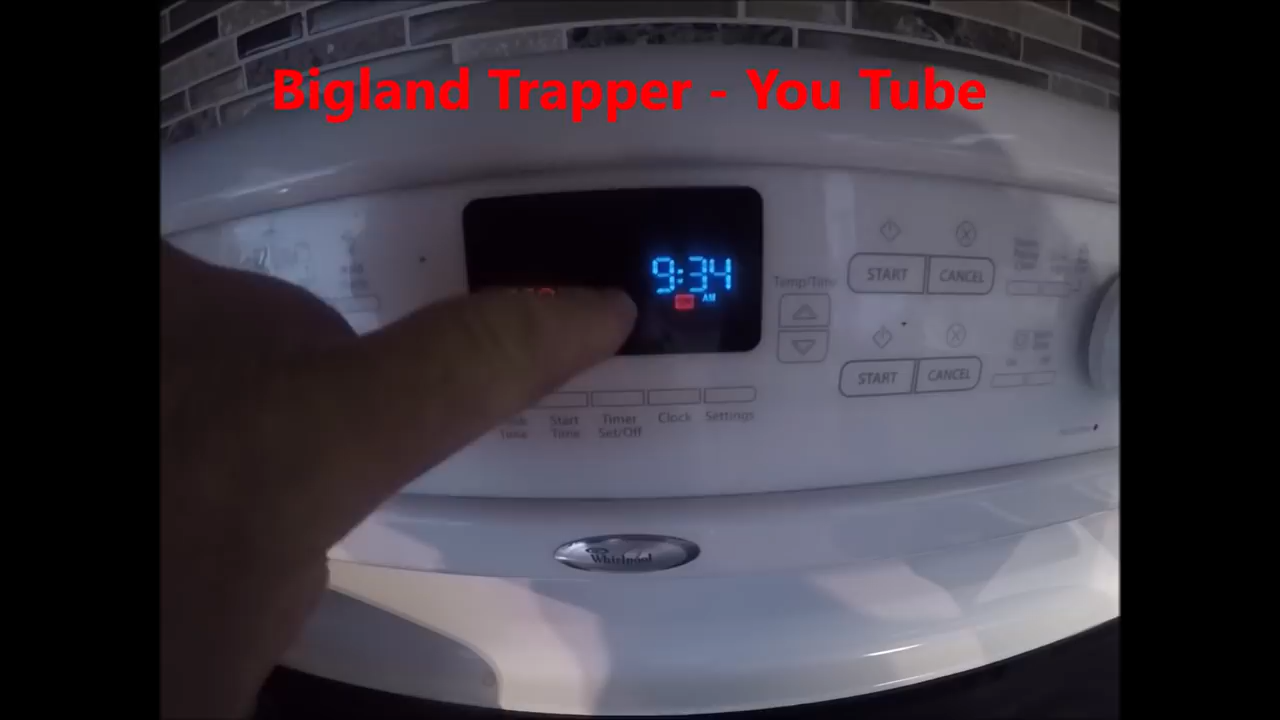 Bigland Trapper - You Tube
9:34
AM
Temp/Time
START
CANCEL
START
CANCEL
Start
Time
Timer
Set/Off
Clock
Settings
Whirlpool